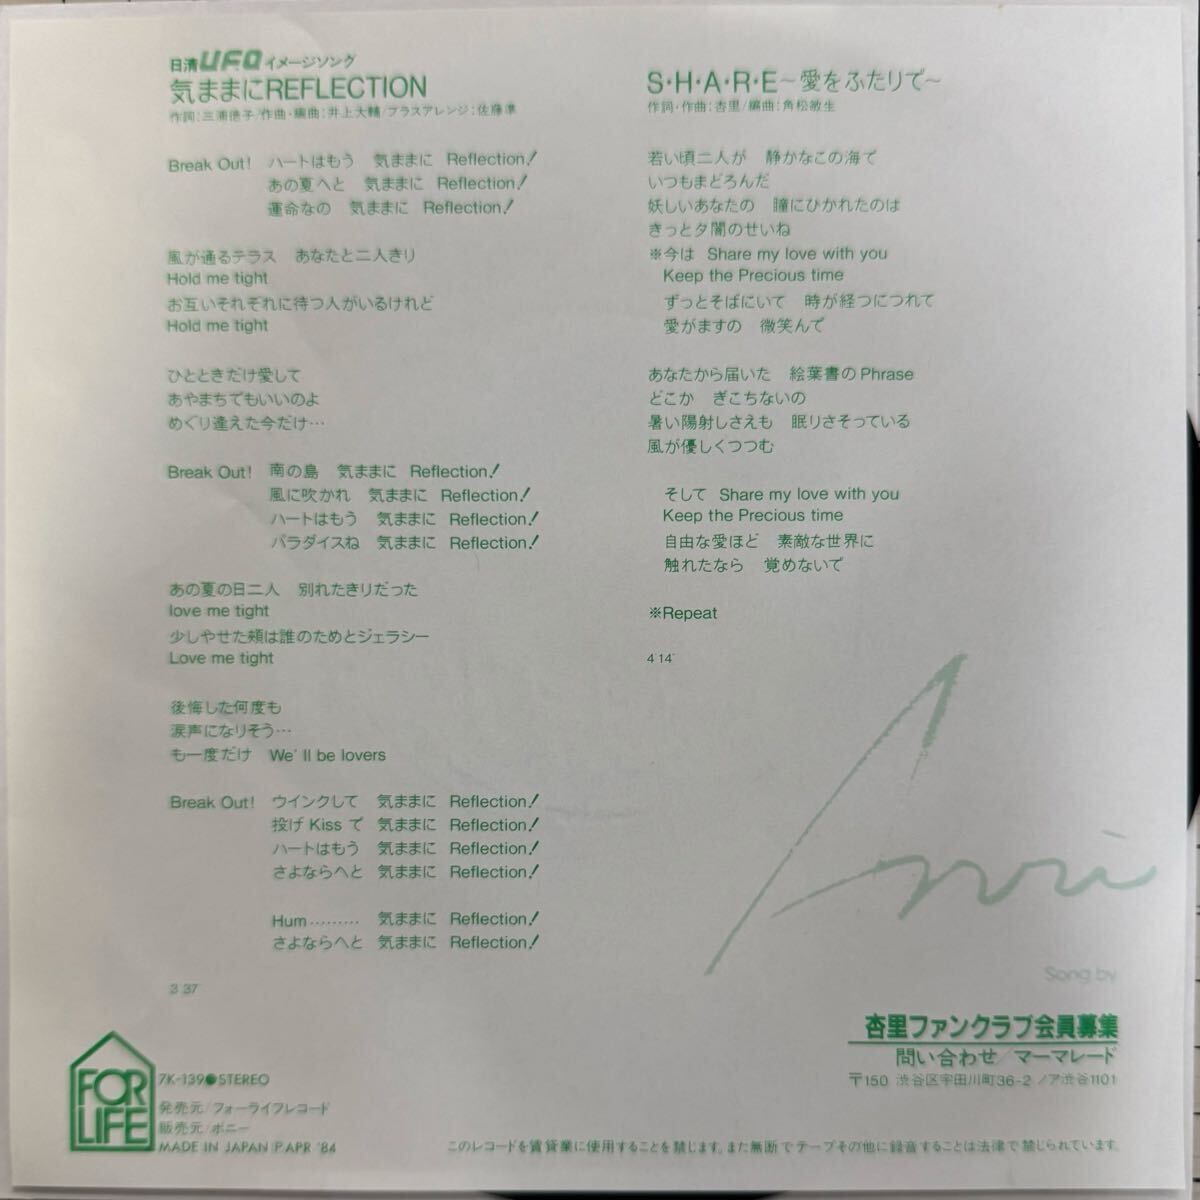 日清UFOイメージソング
気ままにREFLECTION
作詞:三浦徳子/作曲・編曲:井上大輔/ブラスアレンジ:佐藤準
Break Out! ハートはもう 気ままに Reflection!
あの夏へと 気ままに Reflection!
運命なの 気ままに Reflection!
風が通るテラス あなたと二人きり
Hold me tight
お互いそれぞれに待つ人がいるけれど
Hold me tight
ひとときだけ愛して
あやまちでもいいのよ
めぐり逢えた今だけ…
Break Out! 南の島 気ままに Reflection!
風に吹かれ 気ままに Reflection!
ハートはもう 気ままに Reflection!
パラダイスね 気ままに Reflection!
あの夏の日二人 別れたきりだった
love me tight
少しやせた頬は誰のためとジェラシー
Love me tight
後悔した何度も
涙声になりそう…
も一度だけ We'll be lovers
Break Out! ウインクして 気ままに Reflection!
投げKissで 気ままに Reflection!
ハートはもう 気ままに Reflection!
さよならへと 気ままに Reflection!
Hum……… 気ままに Reflection!
さよならへと 気ままに Reflection!
3'37"
S・H・A・R・E〜愛をふたりで〜
作詞・作曲:杏里/編曲:角松敏生
若い頃二人が 静かなこの海で
いつもまどろんだ
妖しいあなたの 瞳にひかれたのは
きっと夕闇のせいね
※今は Share my love with you
Keep the Precious time
ずっとそばにいて 時が経つにつれて
愛がますの 微笑んで
あなたから届いた 絵葉書のPhrase
どこか ぎこちないの
暑い陽射しさえも 眠りさそっている
風が優しくつつむ
そして Share my love with you
Keep the Precious time
自由な愛ほど 素敵な世界に
触れたなら 覚めないで
※Repeat
4'14"
Anri
Song by
杏里ファンクラブ会員募集
問い合わせ/マーマレード
〒150 渋谷区宇田川町36-2/ア渋谷1101
FOR
LIFE
7K-139●STEREO
発売元/フォーライフレコード
販売元/ポニー
MADE IN JAPAN P.APR '84
このレコードを賃貸業に使用することを禁じます。また無断でテープその他に録音することは法律で禁じられています。